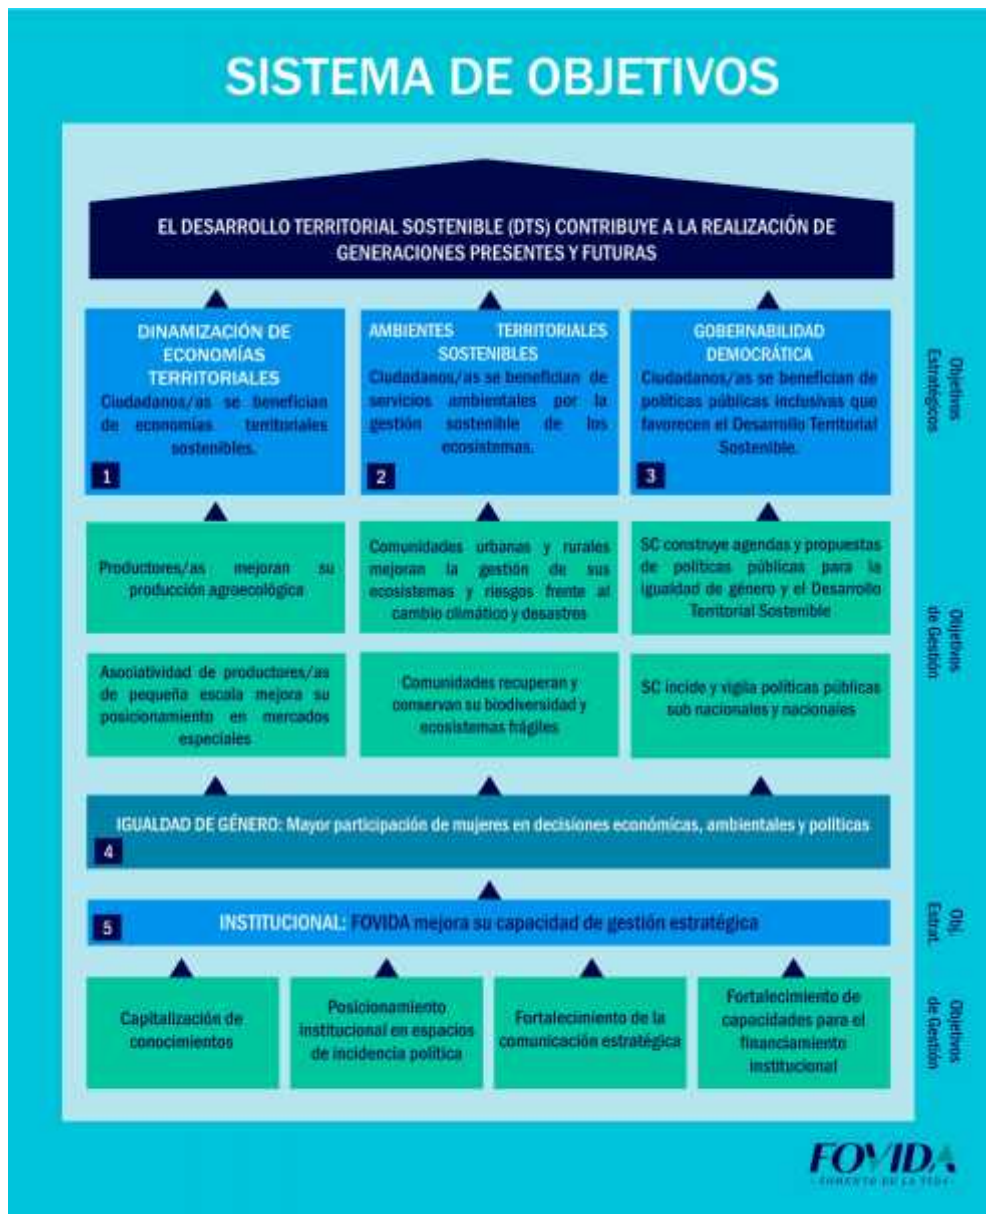 SISTEMA DE OBJETIVOS
EL DESARROLLO TERRITORIAL SOSTENIBLE (DTS) CONTRIBUYE A LA REALIZACIÓN DE
GENERACIONES PRESENTES Y FUTURAS
DINAMIZACIÓN DE
ECONOMÍAS
TERRITORIALES
Ciudadanos/as se benefician
de economías territoriales
sostenibles.
1
AMBIENTES TERRITORIALES
SOSTENIBLES
Ciudadanos/as se benefician de
servicios ambientales por la
gestión sostenible de los
ecosistemas.
2
GOBERNABILIDAD
DEMOCRÁTICA
Ciudadanos/as se benefician de
políticas públicas inclusivas que
favorecen el Desarrollo Territorial
Sostenible.
3
Objetivos
Estratégicos
Productores/as mejoran su
producción agroecológica
Comunidades urbanas y rurales
mejoran la gestión de sus
ecosistemas y riesgos frente al
cambio climático y desastres
SC construye agendas y propuestas
de políticas públicas para la
igualdad de género y el Desarrollo
Territorial Sostenible
Objetivos
de Gestión
Asociatividad de productores/as
de pequeña escala mejora su
posicionamiento en mercados
especiales
Comunidades recuperan y
conservan su biodiversidad y
ecosistemas frágiles
SC incide y vigila políticas públicas
sub nacionales y nacionales
IGUALDAD DE GÉNERO: Mayor participación de mujeres en decisiones económicas, ambientales y políticas
4
INSTITUCIONAL: FOVIDA mejora su capacidad de gestión estratégica
5
Obj.
Estrat.
Capitalización de
conocimientos
Posicionamiento
institucional en espacios
de incidencia política
Fortalecimiento de la
comunicación estratégica
Fortalecimiento de
capacidades para el
financiamiento
institucional
Objetivos
de Gestión
FOVIDA
FOMENTO DE LA VIDA